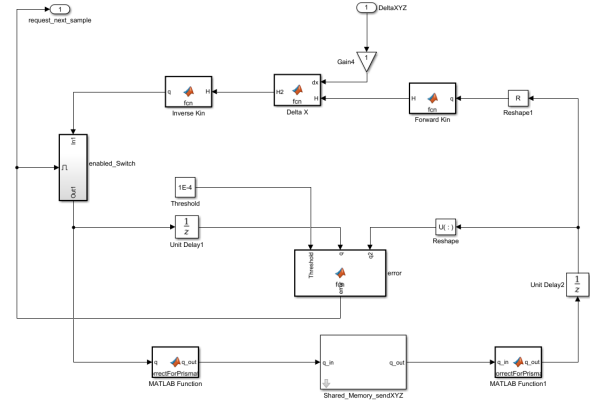 1
request_next_sample
1
DeltaXYZ
1
Gain4
q
H
fcn
Inverse Kin
H2
dx
H
fcn
Delta X
H
q
fcn
Forward Kin
R
Reshape1
In1
Out1
enabled_Switch
1E-4
Threshold
1
z
Unit Delay1
Threshold
q
q2
fcn
error
U( : )
Reshape
Unit Delay2
1
z
q
q_out
orrectForPrismat
MATLAB Function
q_in
q_out
Shared_Memory_sendXYZ
q_in
q_out
orrectForPrisma
MATLAB Function1